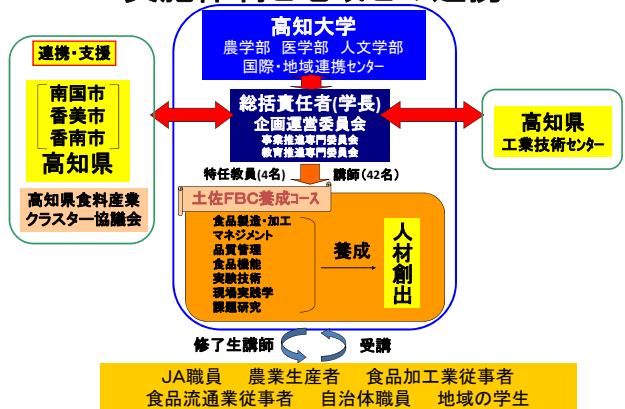 高知大学
農学部 医学部 人文学部
国際・地域連携センター
連携・支援
南国市
香美市
香南市
高知県
高知県食料産業
クラスター協議会
総括責任者(学長)
企画運営委員会
事業推進専門委員会
教育推進専門委員会
高知県
工業技術センター
特任教員(4名)
講師(42名)
土佐FBC養成コース
食品製造・加工
マネジメント
品質管理
食品機能
実験技術
現場実践学
課題研究
養成
人材創出
修了生講師
受講
JA職員 農業生産者 食品加工業従事者
食品流通業従事者 自治体職員 地域の学生